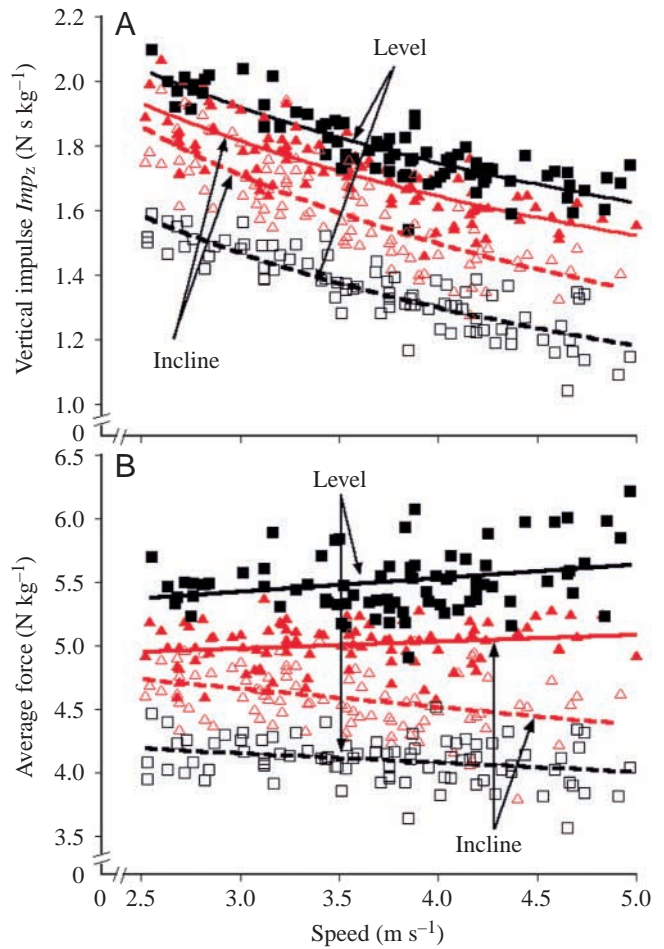 A
2.2
2.0
1.8
1.6
1.4
1.2
1.0
0
Vertical impulse Impz (N s kg–1)
Level
Incline
B
6.5
6.0
5.5
5.0
4.5
4.0
3.5
0
Average force (N kg–1)
Level
Incline
0 2.5 3.0 3.5 4.0 4.5 5.0
Speed (m s–1)